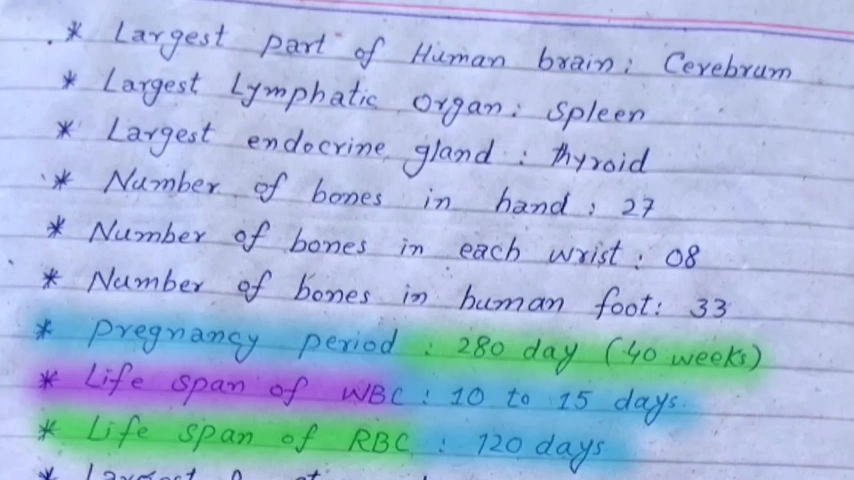 * Largest part of Human brain: Cerebrum
* Largest Lymphatic Organ: Spleen
* Largest endocrine gland: thyroid
* Number of bones in hand: 27
* Number of bones in each wrist: 08
* Number of bones in human foot: 33
* Pregnancy period: 280 day (40 weeks)
* Life span of WBC: 10 to 15 days.
* Life span of RBC: 120 days
* Largest